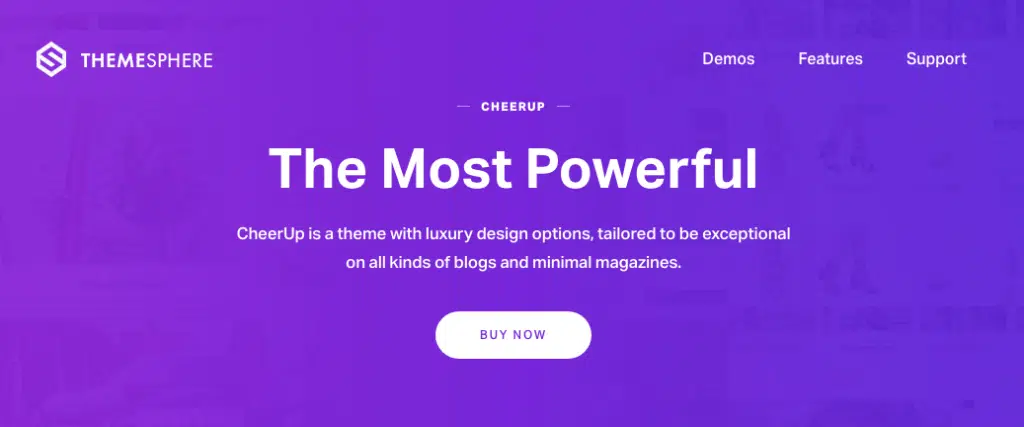 THEMESPHERE
Demos
Features
Support
CHEERUP
The Most Powerful
CheerUp is a theme with luxury design options, tailored to be exceptional
on all kinds of blogs and minimal magazines.
BUY NOW